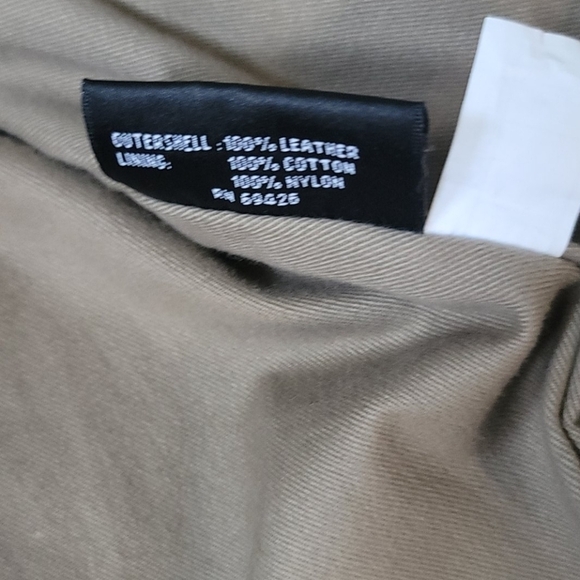 OUTERSHELL : 100% LEATHER
LINING: 100% COTTON
100% NYLON
RN 69426